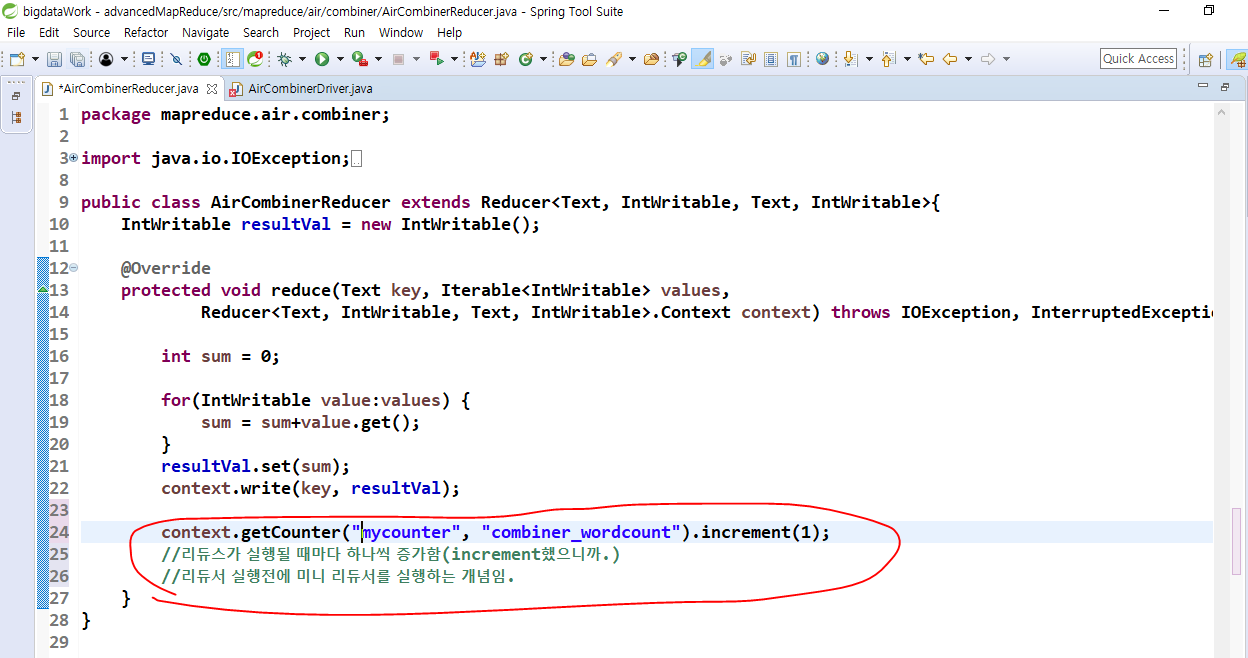 bigdataWork - advancedMapReduce/src/mapreduce/air/combiner/AirCombinerReducer.java - Spring Tool Suite
File Edit Source Refactor Navigate Search Project Run Window Help
Quick Access
*AirCombinerReducer.java AirCombinerDriver.java
1 package mapreduce.air.combiner;
2
3 import java.io.IOException;
8
9 public class AirCombinerReducer extends Reducer<Text, IntWritable, Text, IntWritable>{
10 IntWritable resultVal = new IntWritable();
11
12 @Override
13 protected void reduce(Text key, Iterable<IntWritable> values,
14 Reducer<Text, IntWritable, Text, IntWritable>.Context context) throws IOException, InterruptedExceptio
15
16 int sum = 0;
17
18 for(IntWritable value:values) {
19 sum = sum+value.get();
20 }
21 resultVal.set(sum);
22 context.write(key, resultVal);
23
24 context.getCounter("mycounter", "combiner_wordcount").increment(1);
25 //리듀스가 실행될 때마다 하나씩 증가함(increment했으니까.)
26 //리듀서 실행전에 미니 리듀서를 실행하는 개념임.
27 }
28 }
29